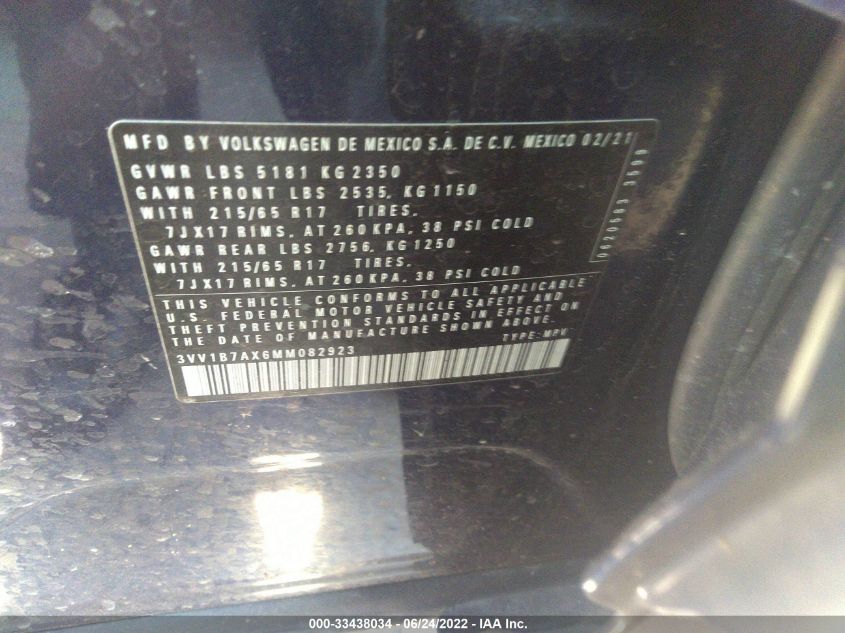 MFD BY VOLKSWAGEN DE MEXICO S.A. DE C.V. MEXICO 02/21
GVWR LBS 5181 KG 2350
GAWR FRONT LBS 2535, KG 1150
WITH 215/65 R17 TIRES,
7JX17 RIMS, AT 260 KPA, 38 PSI COLD
GAWR REAR LBS 2756, KG 1250
WITH 215/65 R17 TIRES,
7JX17 RIMS, AT 260 KPA, 38 PSI COLD
THIS VEHICLE CONFORMS TO ALL APPLICABLE
U.S. FEDERAL MOTOR VEHICLE SAFETY AND
THEFT PREVENTION STANDARDS IN EFFECT ON
THE DATE OF MANUFACTURE SHOWN ABOVE.
3VV1B7AX6MM082923 TYPE: MPV
000-33438034 - 06/24/2022 - IAA Inc.